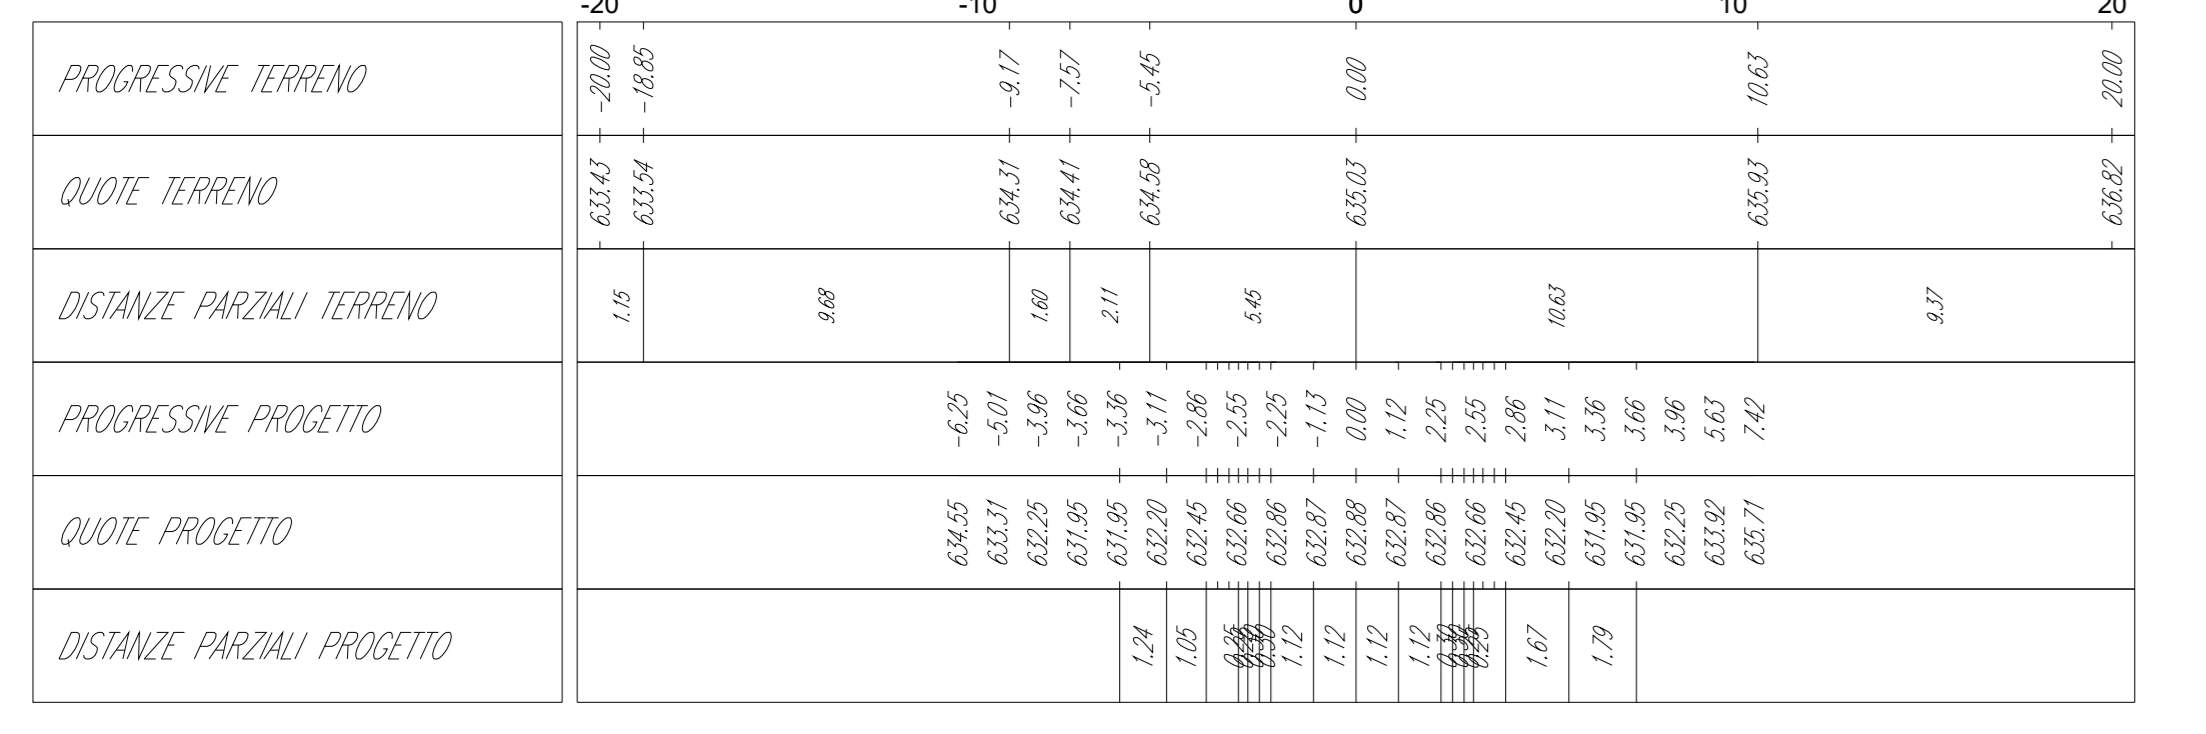 -20 -10 0 10 20
PROGRESSIVE TERRENO -20.00 -18.85 -9.17 -7.57 -5.45 0.00 10.63 20.00
QUOTE TERRENO 633.43 633.54 634.31 634.41 634.58 635.03 635.93 636.82
DISTANZE PARZIALI TERRENO 1.15 9.68 1.60 2.11 5.45 10.63 9.37
PROGRESSIVE PROGETTO -6.25 -5.01 -3.96 -3.66 -3.36 -3.11 -2.86 -2.55 -2.25 -1.13 0.00 1.12 2.25 2.55 2.86 3.11 3.36 3.66 3.96 5.63 7.42
QUOTE PROGETTO 634.55 633.31 632.25 631.95 631.95 632.20 632.45 632.66 632.86 632.87 632.88 632.87 632.86 632.66 632.45 632.20 631.95 631.95 632.25 633.92 635.71
DISTANZE PARZIALI PROGETTO 1.24 1.05 0.25 0.30 1.12 1.12 1.12 1.12 0.30 0.25 1.67 1.79